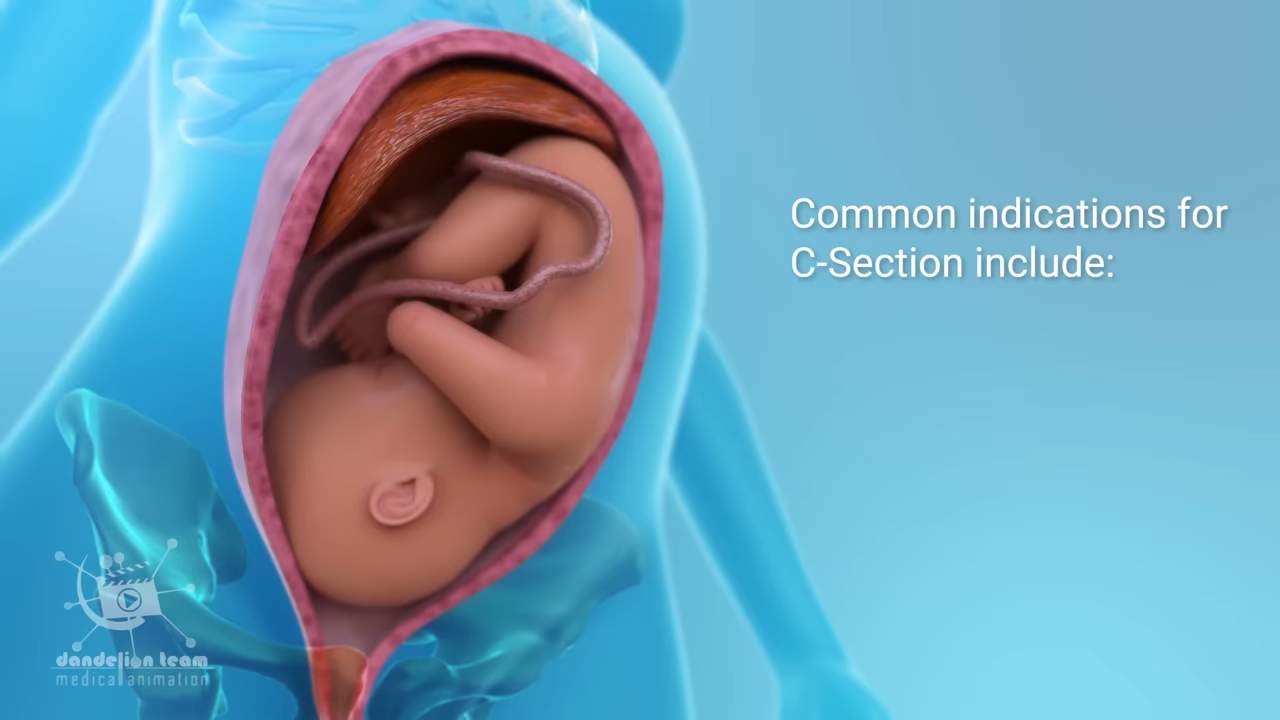 Common indications for
C-Section include:
dandelion team
medical animation